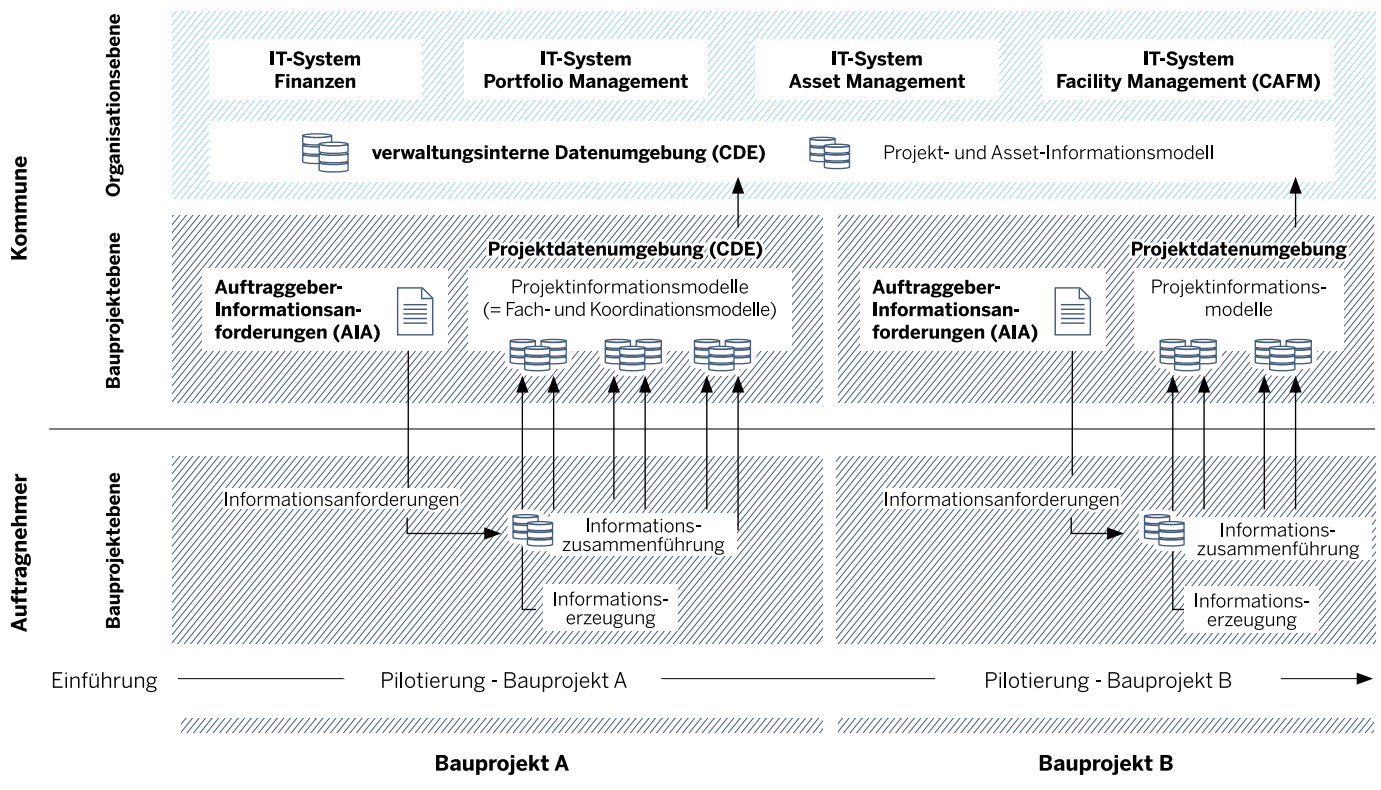 Kommune
Organisationsebene
IT-System
Finanzen
IT-System
Portfolio Management
IT-System
Asset Management
IT-System
Facility Management (CAFM)
verwaltungsinterne Datenumgebung (CDE)
Projekt- und Asset-Informationsmodell
Bauprojektebene
Auftraggeber-
Informationsan-
forderungen (AIA)
Projektdatenumgebung (CDE)
Projektinformationsmodelle
(= Fach- und Koordinationsmodelle)
Auftraggeber-
Informationsan-
forderungen (AIA)
Projektdatenumgebung
Projektinformations-
modelle
Auftragnehmer
Bauprojektebene
Informationsanforderungen
Informations-
zusammenführung
Informations-
erzeugung
Informationsanforderungen
Informations-
zusammenführung
Informations-
erzeugung
Einführung
Pilotierung - Bauprojekt A
Pilotierung - Bauprojekt B
Bauprojekt A
Bauprojekt B